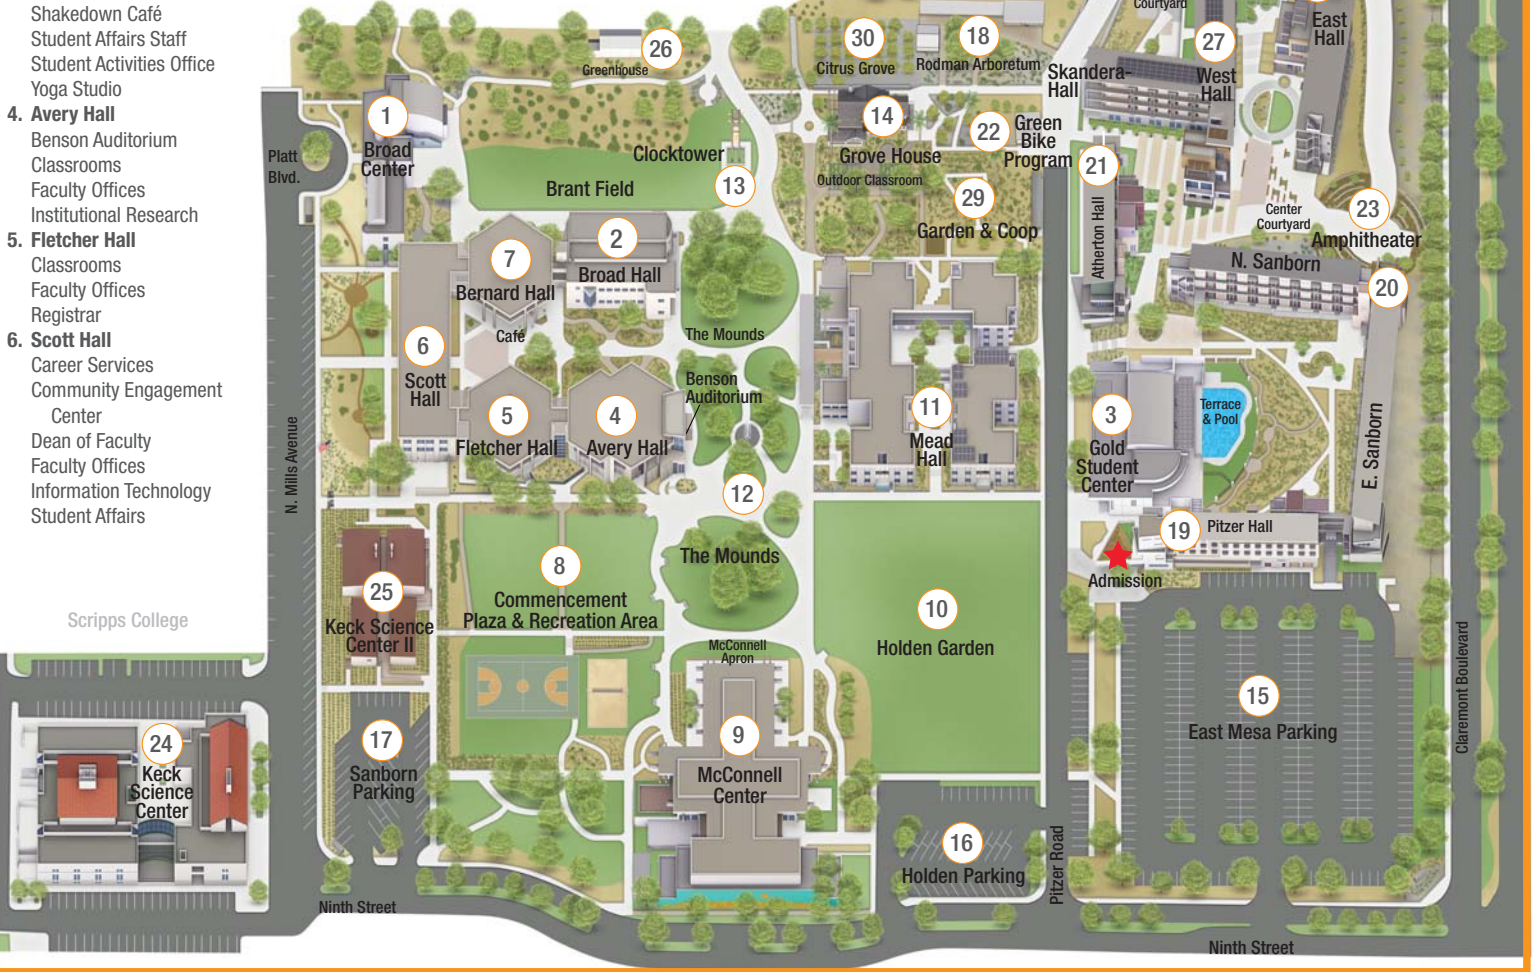 Shakedown Café
Student Affairs Staff
Student Activities Office
Yoga Studio
4. Avery Hall
Benson Auditorium
Classrooms
Faculty Offices
Institutional Research
5. Fletcher Hall
Classrooms
Faculty Offices
Registrar
6. Scott Hall
Career Services
Community Engagement
Center
Dean of Faculty
Faculty Offices
Information Technology
Student Affairs
Scripps College
26
Greenhouse
30
Citrus Grove
18
Rodman Arboretum
Courtyard
27
West
Hall
East
Hall
Skandera-
Hall
1
Broad
Center
Platt
Blvd.
Clocktower
13
Brant Field
14
Grove House
Outdoor Classroom
22
Green
Bike
Program
21
Atherton Hall
29
Garden & Coop
Center
Courtyard
23
Amphitheater
N. Sanborn
20
7
Bernard Hall
2
Broad Hall
Café
The Mounds
6
Scott
Hall
5
Fletcher Hall
4
Avery Hall
Benson
Auditorium
11
Mead
Hall
3
Gold
Student
Center
Terrace
& Pool
E. Sanborn
N. Mills Avenue
12
The Mounds
19
Pitzer Hall
Admission
8
Commencement
Plaza & Recreation Area
25
Keck Science
Center II
10
Holden Garden
McConnell
Apron
9
McConnell
Center
15
East Mesa Parking
Claremont Boulevard
24
Keck
Science
Center
17
Sanborn
Parking
16
Holden Parking
Pitzer Road
Ninth Street
Ninth Street